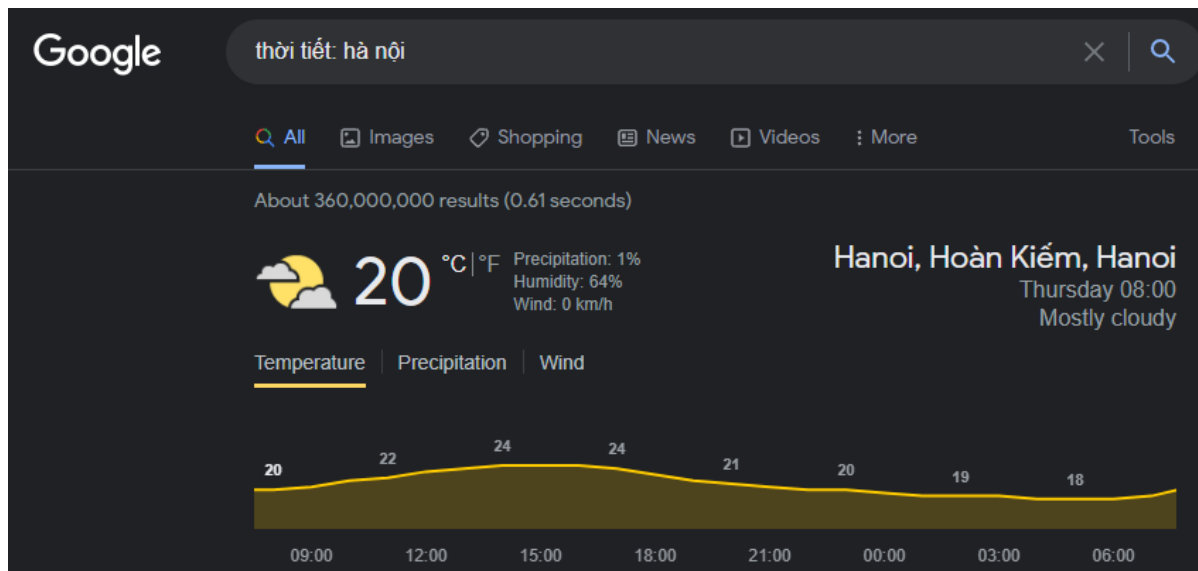 Google
thời tiết: hà nội
All Images Shopping News Videos More Tools
About 360,000,000 results (0.61 seconds)
20 °C|°F
Precipitation: 1%
Humidity: 64%
Wind: 0 km/h
Hanoi, Hoàn Kiếm, Hanoi
Thursday 08:00
Mostly cloudy
Temperature Precipitation Wind
20 22 24 24 21 20 19 18
09:00 12:00 15:00 18:00 21:00 00:00 03:00 06:00